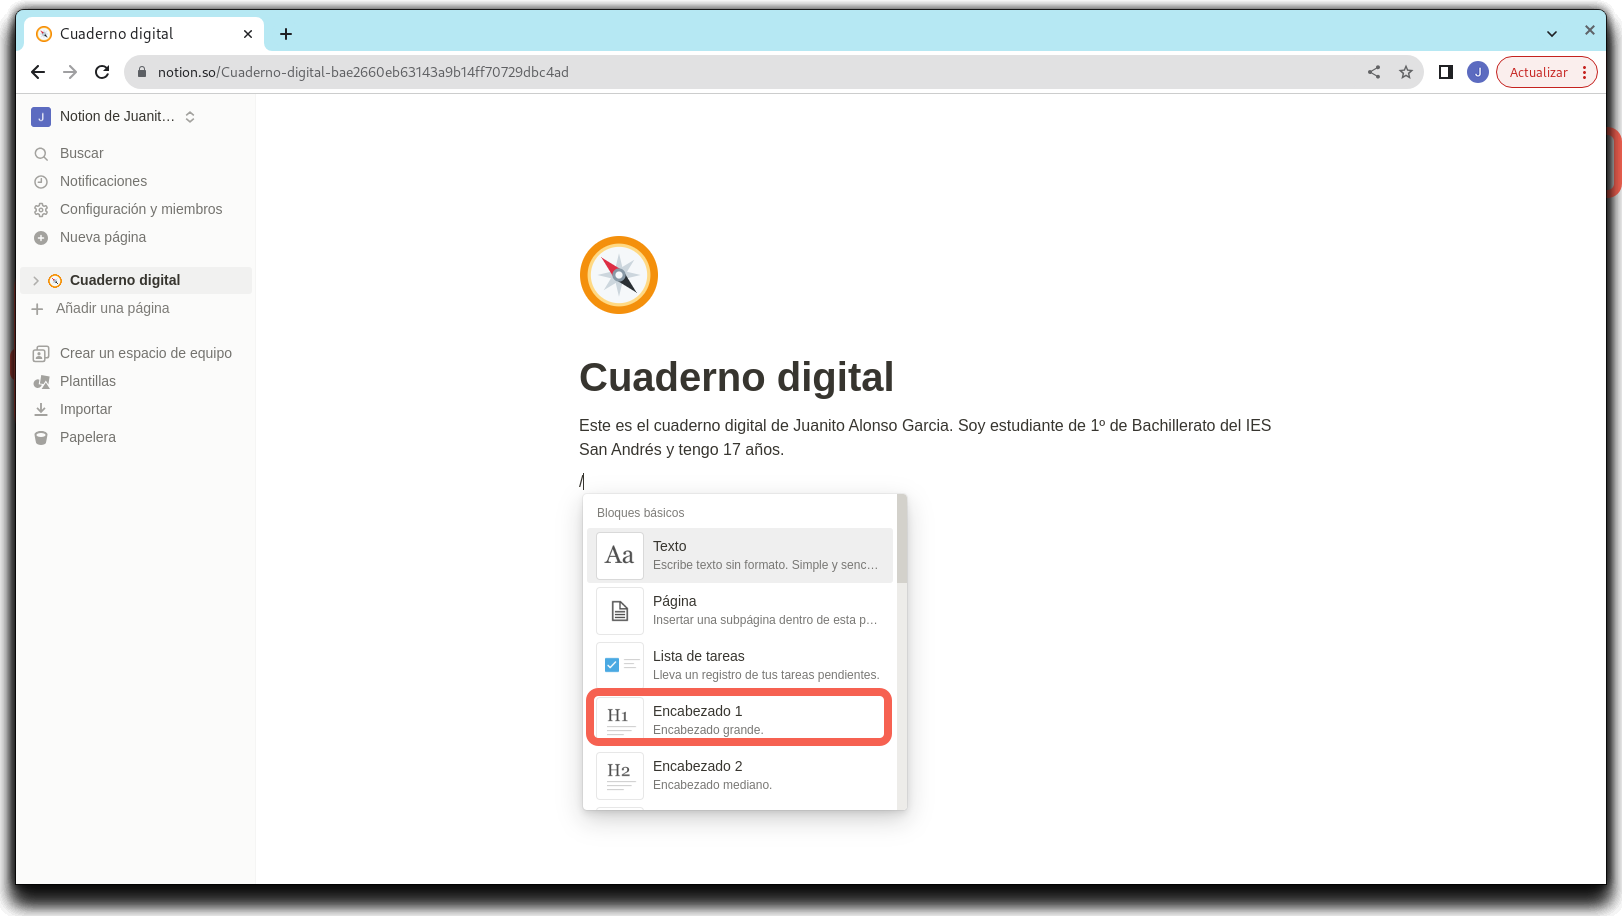 Cuaderno digital
notion.so/Cuaderno-digital-bae2660eb63143a9b14ff70729dbc4ad
J
Actualizar
J
Notion de Juanit…
Buscar
Notificaciones
Configuración y miembros
Nueva página
Cuaderno digital
Añadir una página
Crear un espacio de equipo
Plantillas
Importar
Papelera
Cuaderno digital
Este es el cuaderno digital de Juanito Alonso Garcia. Soy estudiante de 1º de Bachillerato del IES
San Andrés y tengo 17 años.
/
Bloques básicos
Aa
Texto
Escribe texto sin formato. Simple y senc…
Página
Insertar una subpágina dentro de esta p…
Lista de tareas
Lleva un registro de tus tareas pendientes.
H1
Encabezado 1
Encabezado grande.
H2
Encabezado 2
Encabezado mediano.